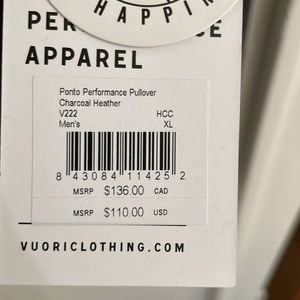 HAPPIN
PER CE
APPAREL
Ponto Performance Pullover
Charcoal Heather
V222 HCC
Men's XL
8 43084 11425 2
MSRP $136.00 CAD
MSRP $110.00 USD
VUORICLOTHING.COM